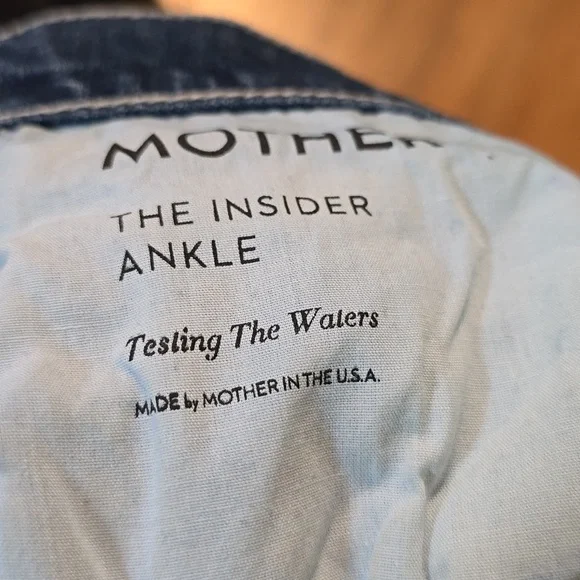 MOTHER
THE INSIDER
ANKLE
Testing The Waters
MADE by MOTHER IN THE U.S.A.